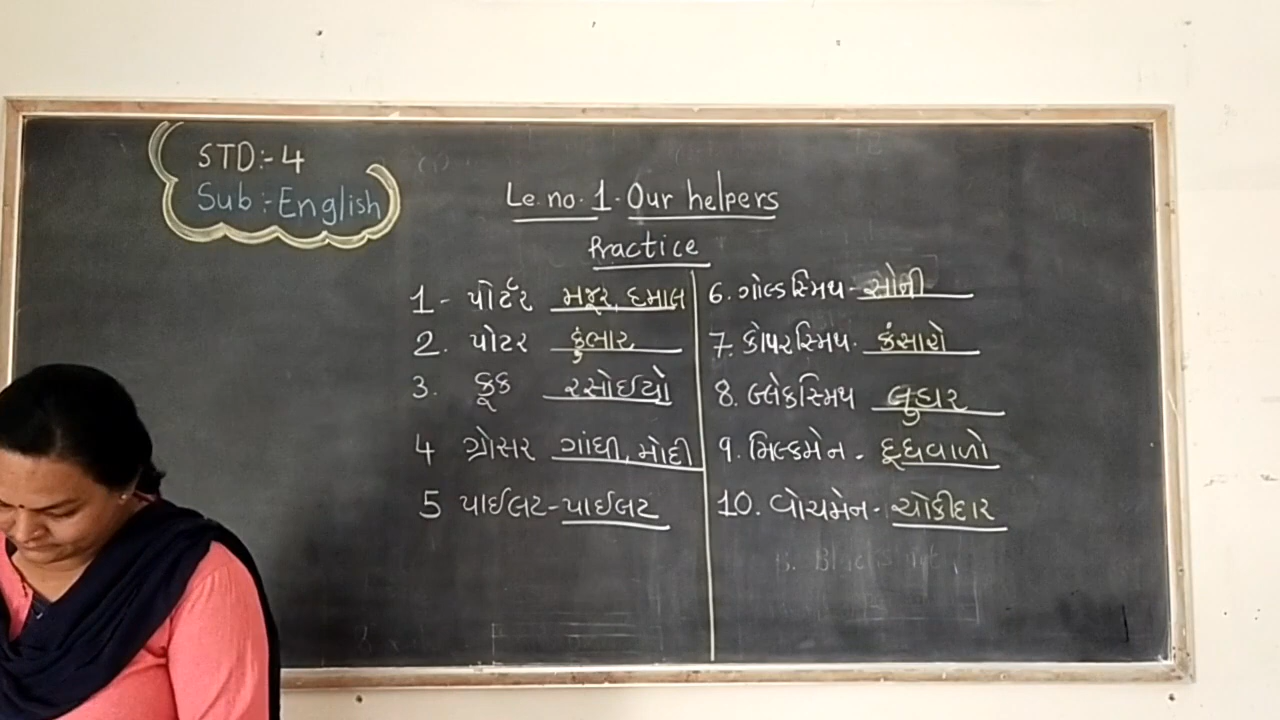 STD:- 4
Sub:-English
Le. no. 1. Our helpers
Practice
1- પોર્ટર મજૂર, હમાલ
2. પોટર કુંભાર
3. કૂક રસોઈયો
4 ગ્રોસર ગાંધી, મોદી
5 પાઈલટ-પાઈલટ
6. ગોલ્ડસ્મિથ- સોની
7. કોપરસ્મિથ. કંસારો
8. બ્લેકસ્મિથ લુહાર
9. મિલ્કમેન - દૂધવાળો
10. વોચમેન- ચોકીદાર